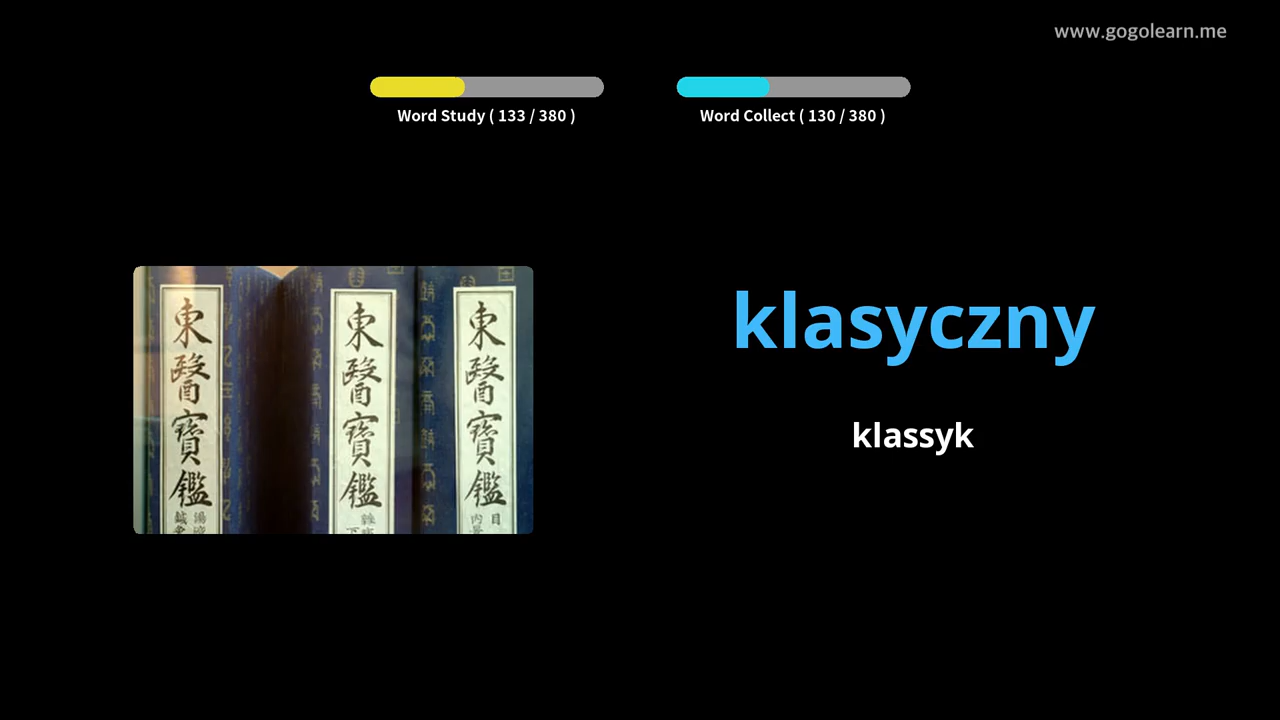 www.gogolearn.me
Word Study ( 133 / 380 )
Word Collect ( 130 / 380 )
klasyczny
klassyk
東醫寶鑑
東醫寶鑑
東醫寶鑑